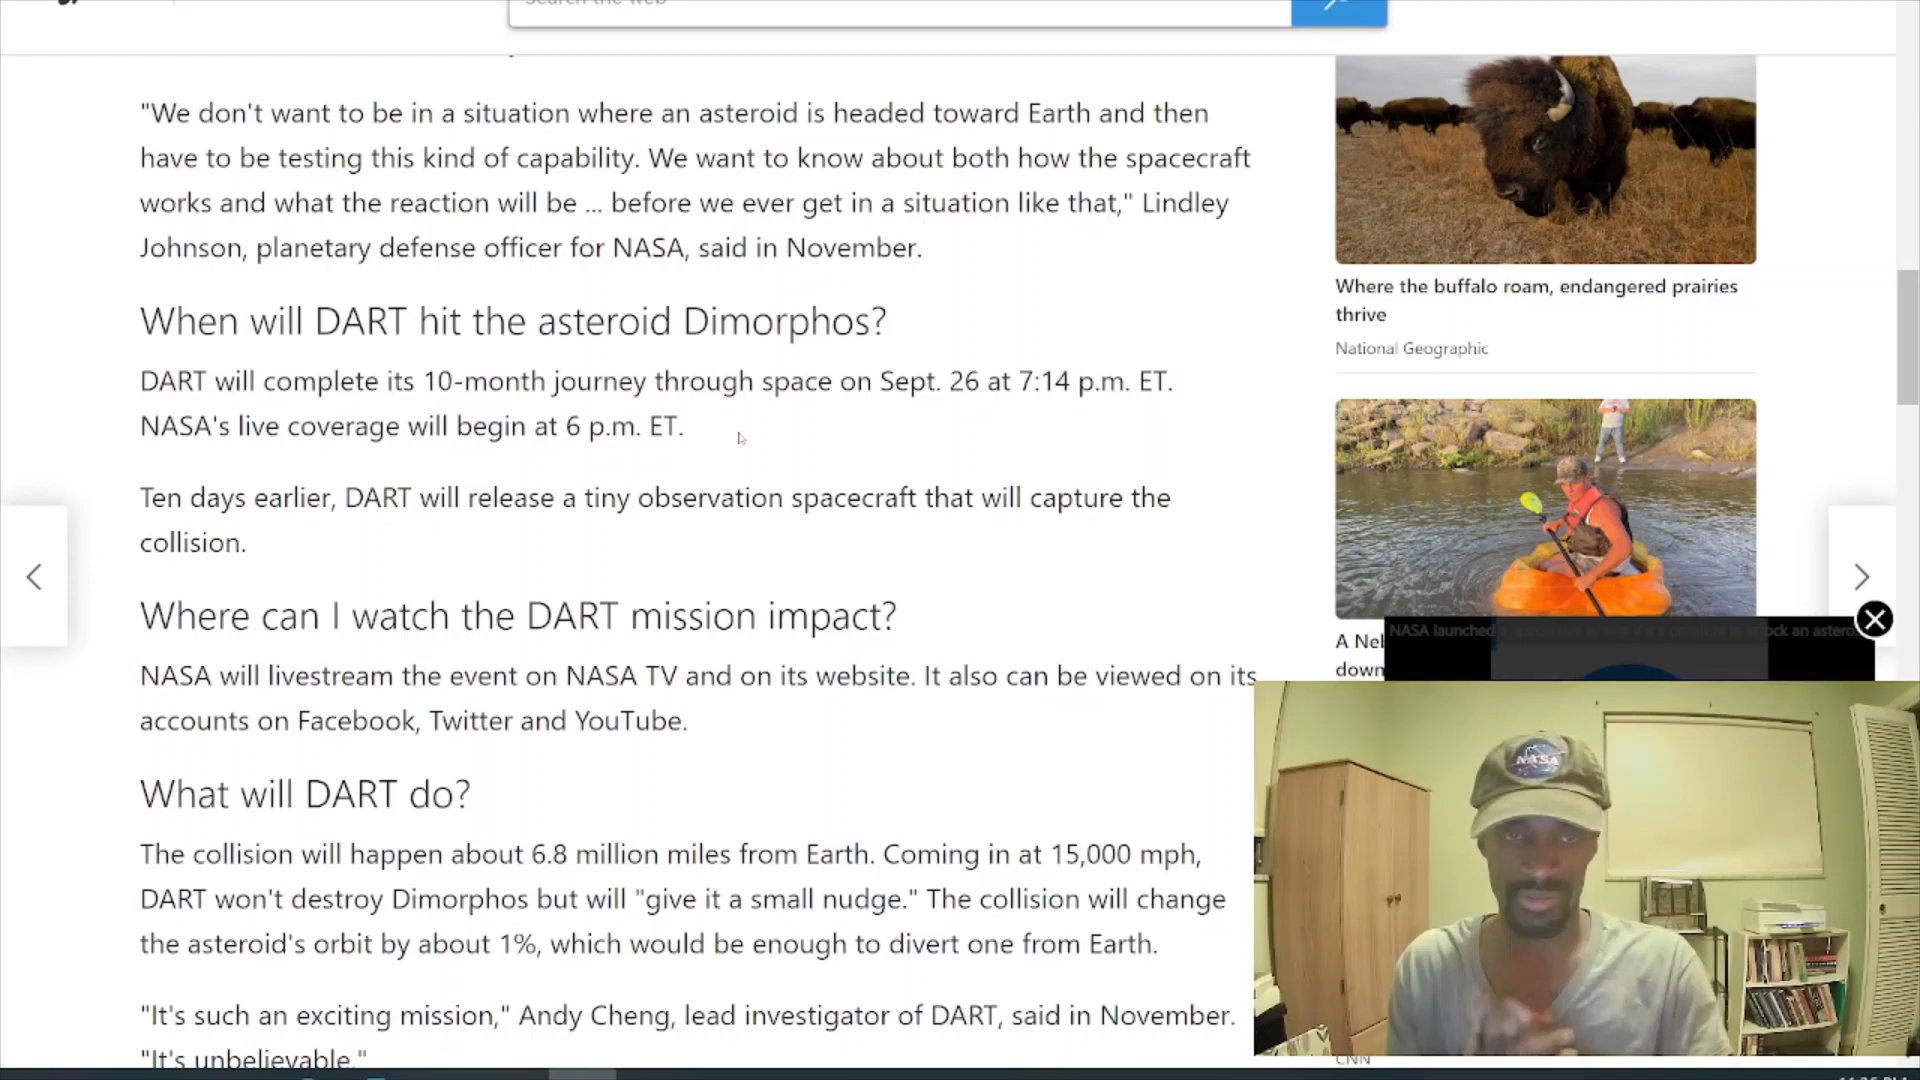 Search the web
"We don't want to be in a situation where an asteroid is headed toward Earth and then
have to be testing this kind of capability. We want to know about both how the spacecraft
works and what the reaction will be ... before we ever get in a situation like that," Lindley
Johnson, planetary defense officer for NASA, said in November.
When will DART hit the asteroid Dimorphos?
DART will complete its 10-month journey through space on Sept. 26 at 7:14 p.m. ET.
NASA's live coverage will begin at 6 p.m. ET.
Ten days earlier, DART will release a tiny observation spacecraft that will capture the
collision.
Where can I watch the DART mission impact?
NASA will livestream the event on NASA TV and on its website. It also can be viewed on its
accounts on Facebook, Twitter and YouTube.
What will DART do?
The collision will happen about 6.8 million miles from Earth. Coming in at 15,000 mph,
DART won't destroy Dimorphos but will "give it a small nudge." The collision will change
the asteroid's orbit by about 1%, which would be enough to divert one from Earth.
"It's such an exciting mission," Andy Cheng, lead investigator of DART, said in November.
"It's unbelievable."
Where the buffalo roam, endangered prairies
thrive
National Geographic
A Ne
down
NASA launched
an astero
NASA
CNN
11:26 PM